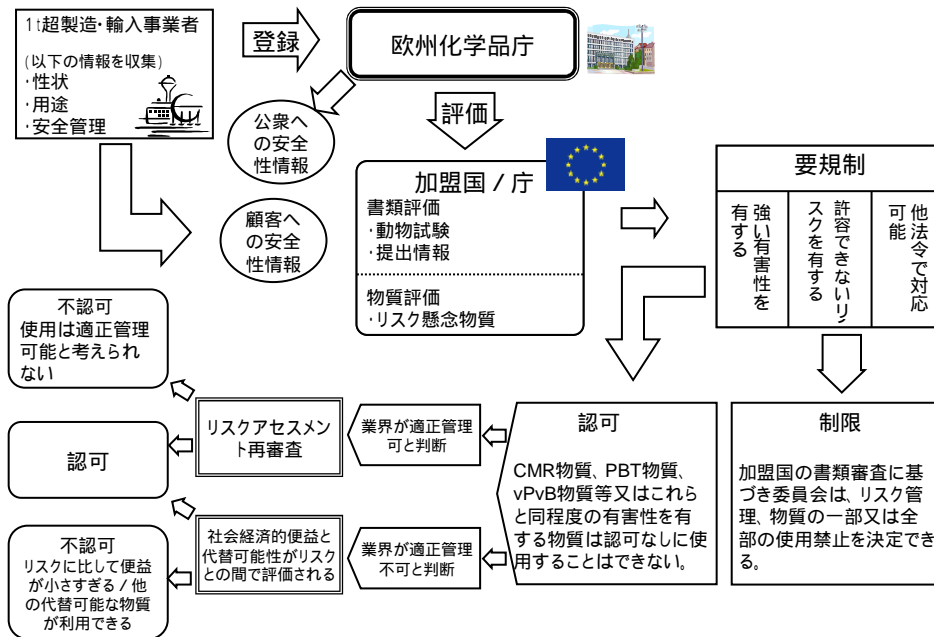 1t超製造・輸入事業者
(以下の情報を収集)
・性状
・用途
・安全管理
登録
欧州化学品庁
公衆へ
の安全
性情報
評価
顧客へ
の安全
性情報
加盟国／庁
書類評価
・動物試験
・提出情報
物質評価
・リスク懸念物質
要規制
強い有害性を
有する
許容できないリ
スクを有する
他法令で対応
可能
不認可
使用は適正管理
可能と考えられ
ない
認可
不認可
リスクに比して便益
が小さすぎる／他
の代替可能な物質
が利用できる
リスクアセスメン
ト再審査
社会経済的便益と
代替可能性がリスク
との間で評価される
業界が適正管理
可と判断
業界が適正管理
不可と判断
認可
CMR物質、PBT物質、
vPvB物質等又はこれら
と同程度の有害性を有
する物質は認可なしに使
用することはできない。
制限
加盟国の書類審査に基
づき委員会は、リスク管
理、物質の一部又は全
部の使用禁止を決定でき
る。